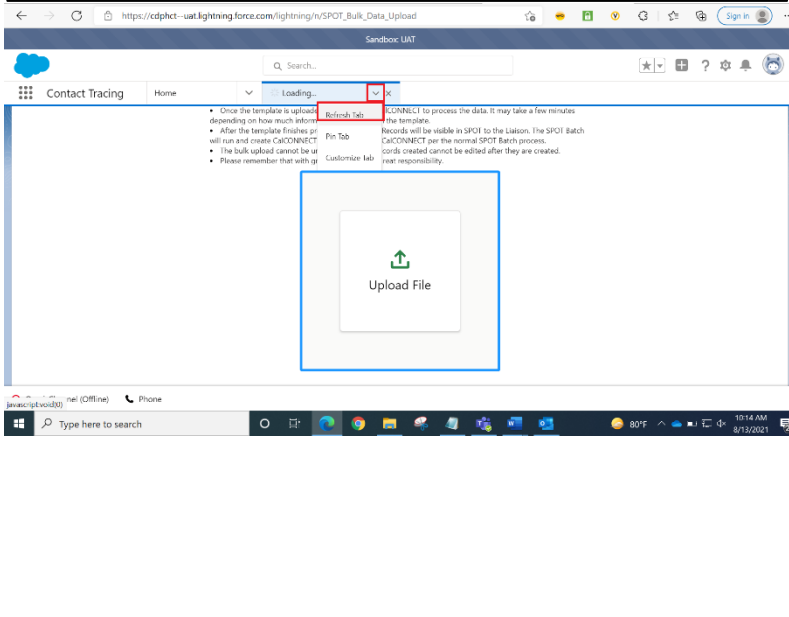 https://cdphct--uat.lightning.force.com/lightning/n/SPOT_Bulk_Data_Upload
Sign in
Sandbox: UAT
Search...
Contact Tracing Home Loading...
• Once the template is uploade CONNECT to process the data. It may take a few minutes
depending on how much inform the template.
• After the template finishes pr Records will be visible in SPOT to the Liaison. The SPOT Batch
will run and create CalCONNECT CalCONNECT per the normal SPOT Batch process.
• The bulk upload cannot be ur cords created cannot be edited after they are created.
• Please remember that with gr reat responsibility.
Refresh Tab
Pin Tab
Customize Tab
Upload File
nel (Offline) Phone
javascript:void(0)
Type here to search
80°F
10:14 AM
8/13/2021